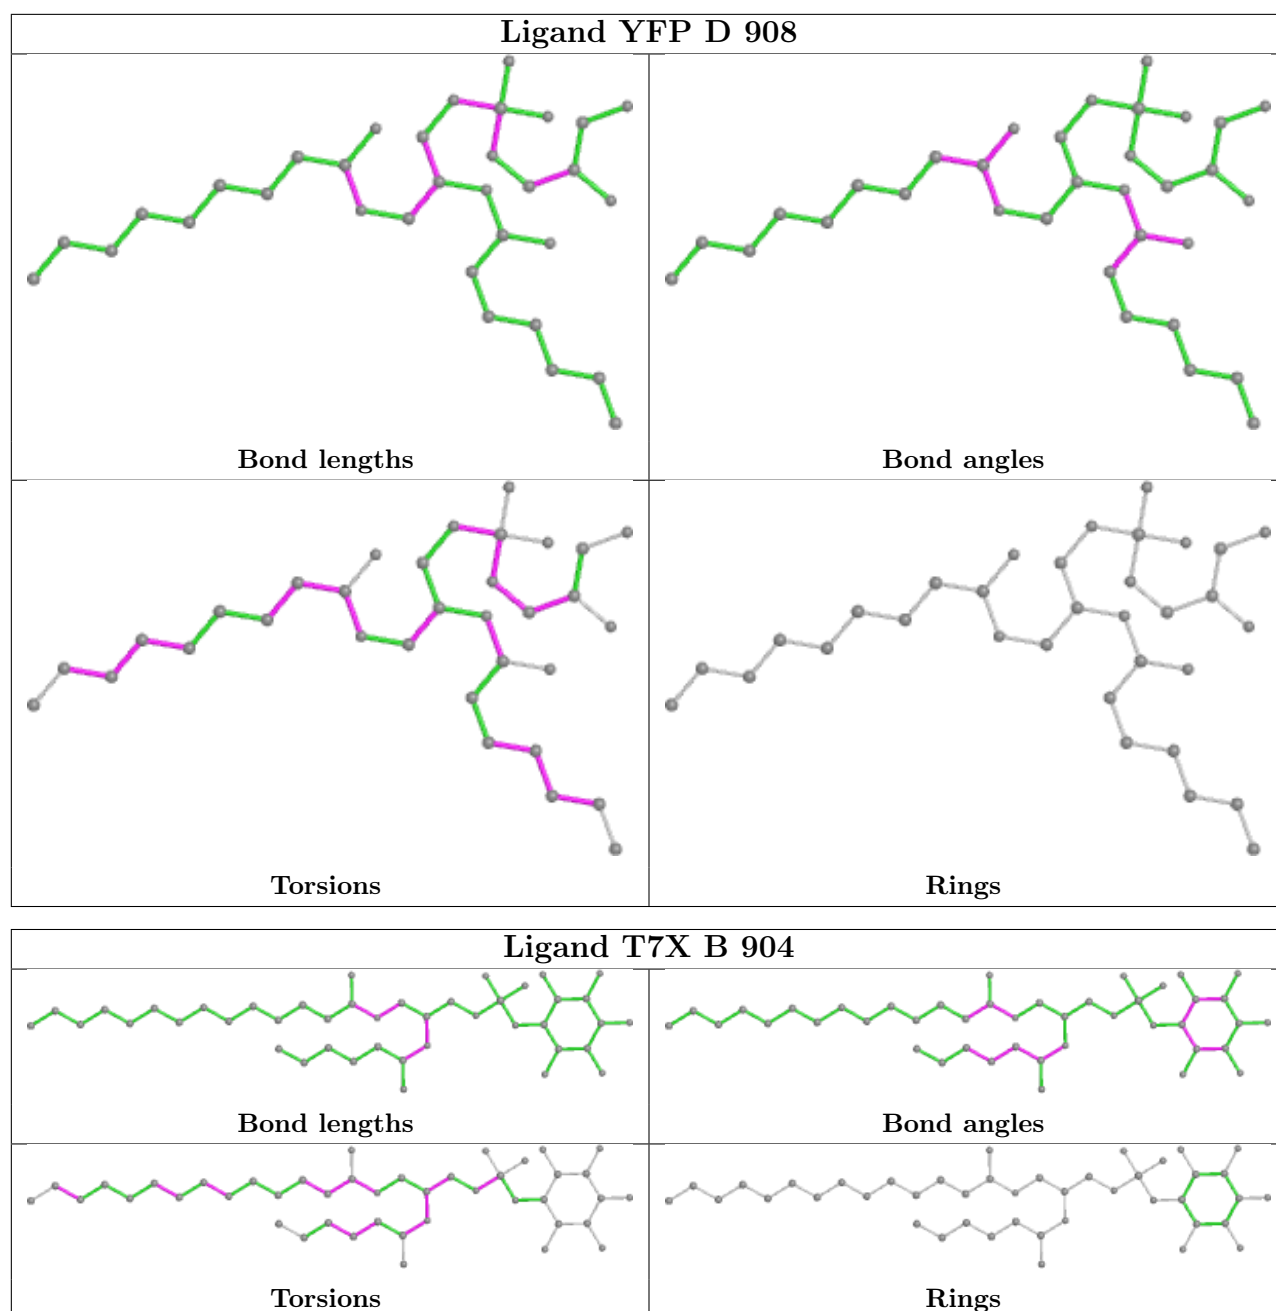 Ligand YFP D 908
Bond lengths
Bond angles
Torsions
Rings
Ligand T7X B 904
Bond lengths
Bond angles
Torsions
Rings